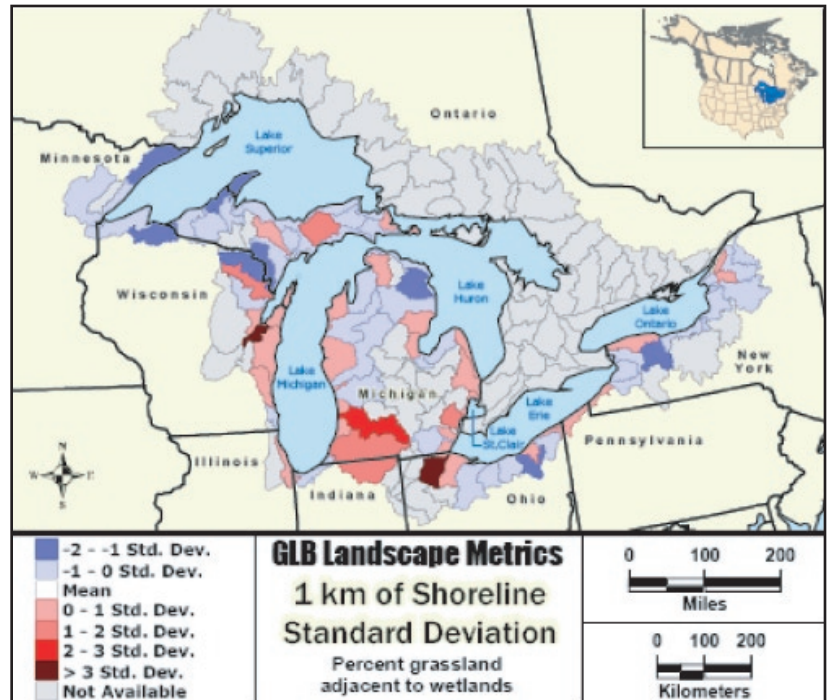 Ontario
Lake
Superior
Minnesota
Lake
Huron
Wisconsin
Lake
Ontario
New
York
Lake
Michigan
Michigan
Lake
Erie
Lake
St.Clair
Pennsylvania
Illinois
Indiana
Ohio
N
W E
S
-2 - -1 Std. Dev.
-1 - 0 Std. Dev.
Mean
0 - 1 Std. Dev.
1 - 2 Std. Dev.
2 - 3 Std. Dev.
> 3 Std. Dev.
Not Available
GLB Landscape Metrics
1 km of Shoreline
Standard Deviation
Percent grassland
adjacent to wetlands
0 100 200
Miles
0 100 200
Kilometers